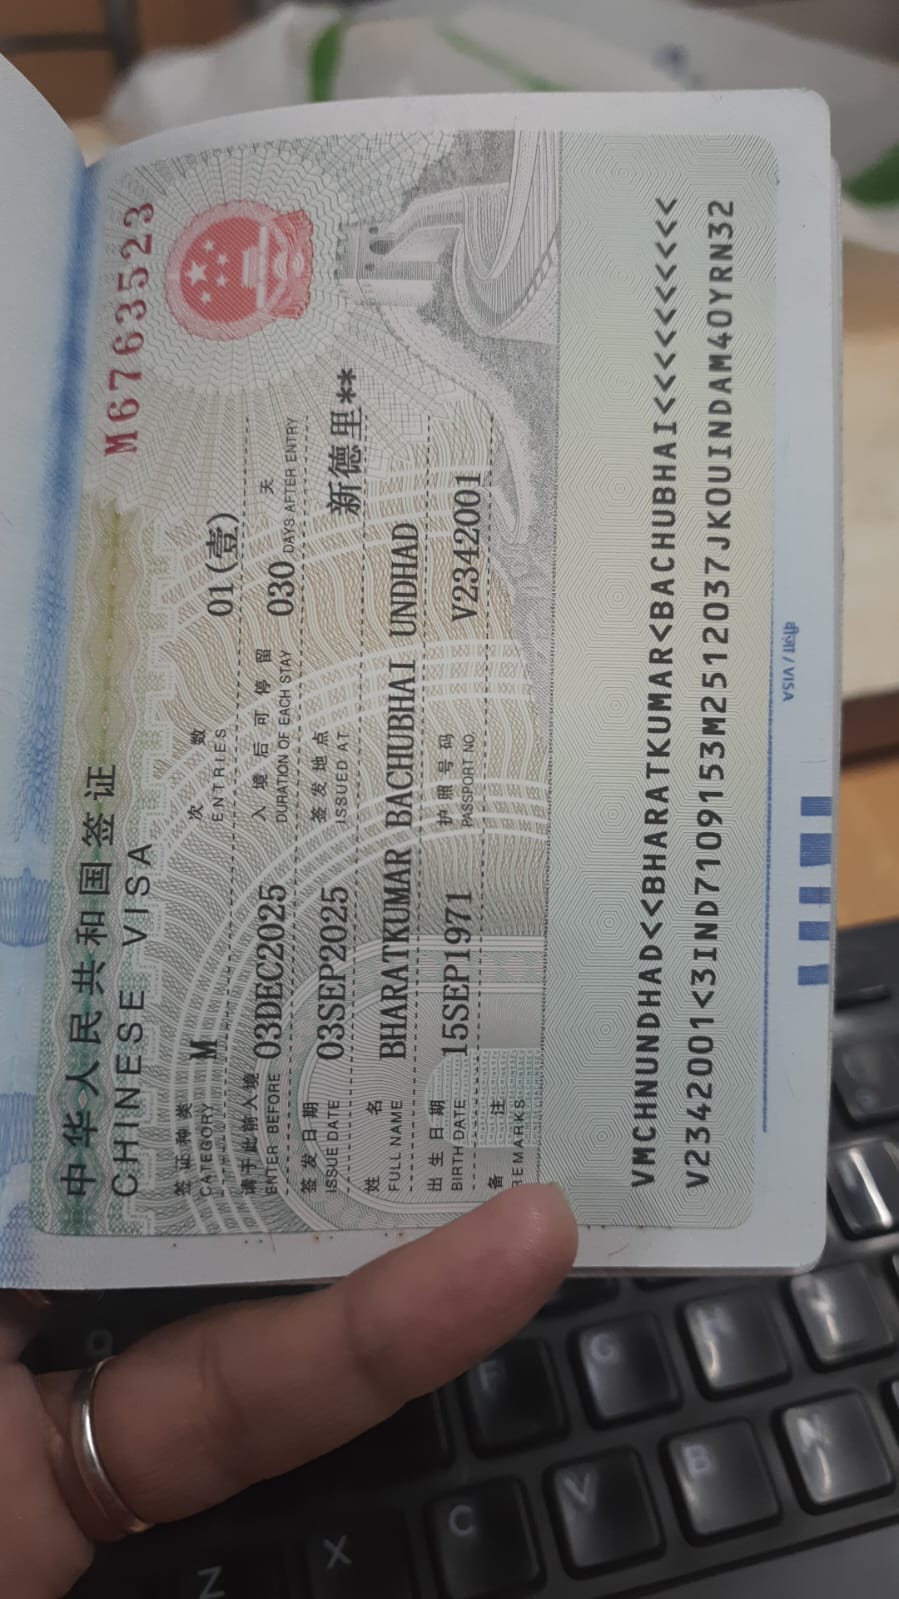 M6763523
中华人民共和国签证
CHINESE VISA
签证种类 CATEGORY M 次数 ENTRIES 01(壹)
请于此前入境 ENTER BEFORE 03DEC2025 入境后可停留 DURATION OF EACH STAY 030 天 DAYS AFTER ENTRY
签发日期 ISSUE DATE 03SEP2025 签发地点 ISSUED AT 新德里**
姓名 FULL NAME BHARATKUMAR BACHUBHAI UNDHAD
出生日期 BIRTH DATE 15SEP1971 护照号码 PASSPORT NO. V2342001
备注 REMARKS
VMCHNUNDHAD<<BHARATKUMAR<BACHUBHAI<<<<<<<<<<
V2342001<3IND7109153M2512037JKOUINDAM40YRN32
वीज़ा / VISA
F G H J
Z X C V B N